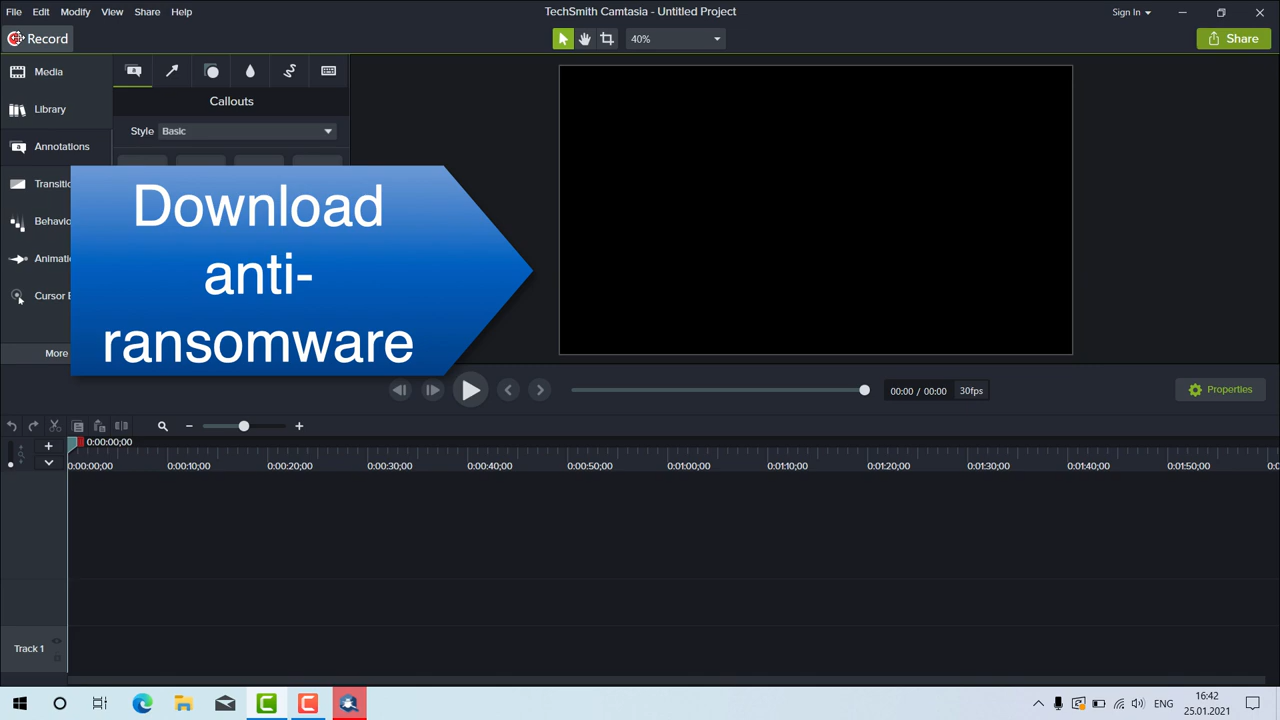 File Edit Modify View Share Help
TechSmith Camtasia - Untitled Project
Sign In
Record
40%
Share
Media
Library
Annotations
Transitio
Behavio
Animatio
Cursor E
More
Callouts
Style Basic
Download
anti-
ransomware
00:00 / 00:00 30fps
Properties
0:00:00;00
0:00:00;00 0:00:10;00 0:00:20;00 0:00:30;00 0:00:40;00 0:00:50;00 0:01:00;00 0:01:10;00 0:01:20;00 0:01:30;00 0:01:40;00 0:01:50;00
Track 1
ENG
16:42
25.01.2021